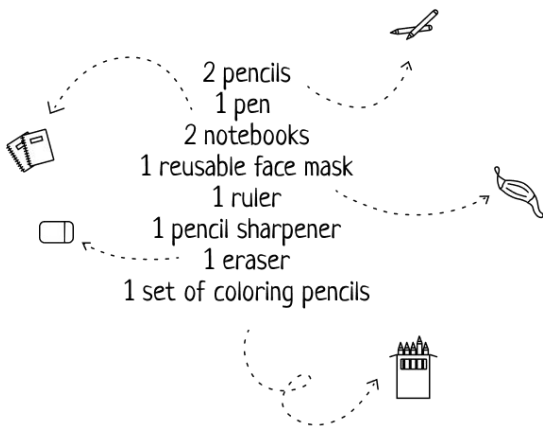 2 pencils
1 pen
2 notebooks
1 reusable face mask
1 ruler
1 pencil sharpener
1 eraser
1 set of coloring pencils